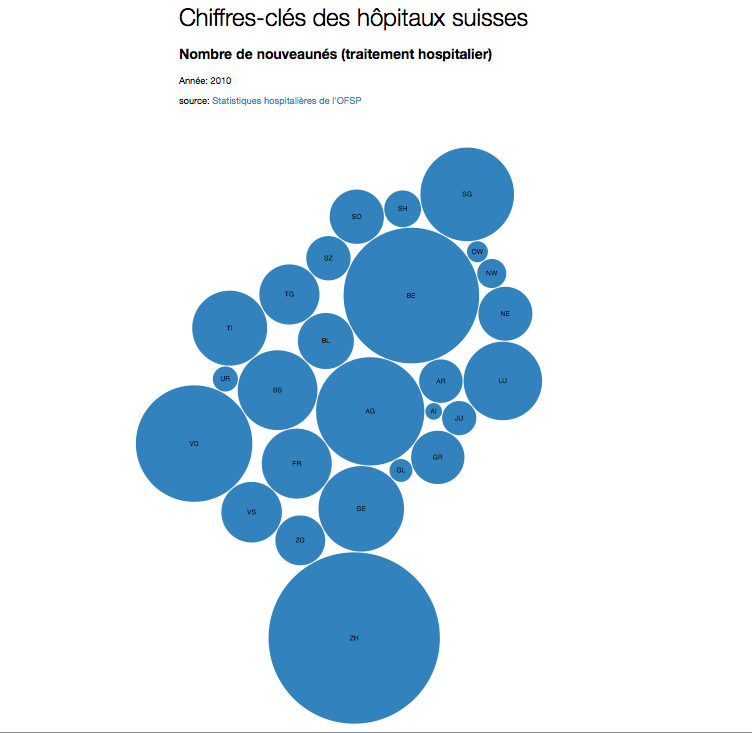 Chiffres-clés des hôpitaux suisses
Nombre de nouveaunés (traitement hospitalier)
Année: 2010
source: Statistiques hospitalières de l'OFSP
SG
SH
SO
OW
SZ
NW
TG
BE
NE
TI
BL
UR
AR
LU
BS
AG
AI
JU
VD
GR
FR
GL
GE
VS
ZG
ZH